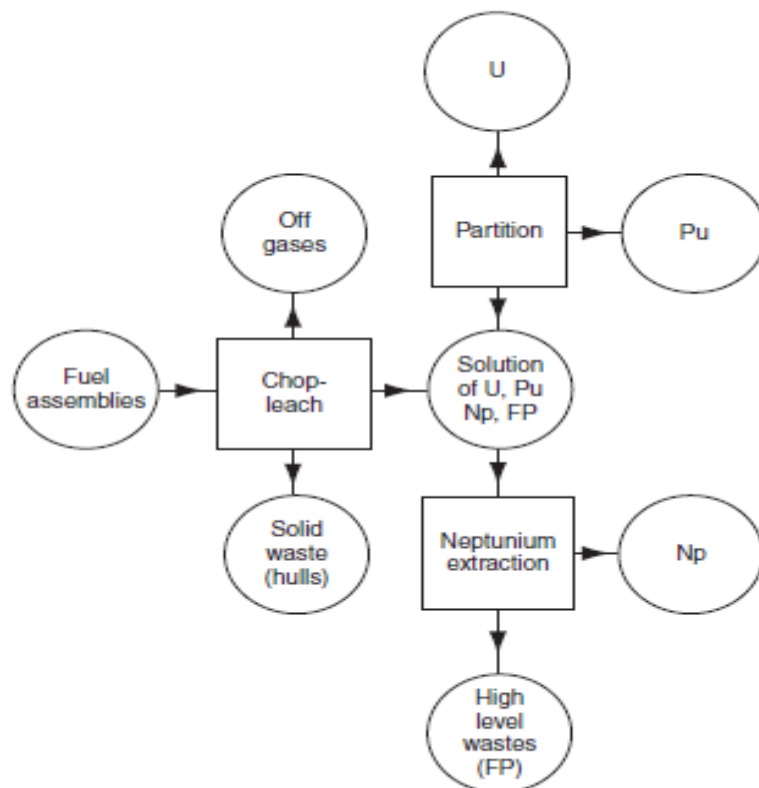 U
Partition
Pu
Off
gases
Fuel
assemblies
Chop-
leach
Solution
of U, Pu
Np, FP
Solid
waste
(hulls)
Neptunium
extraction
Np
High
level
wastes
(FP)